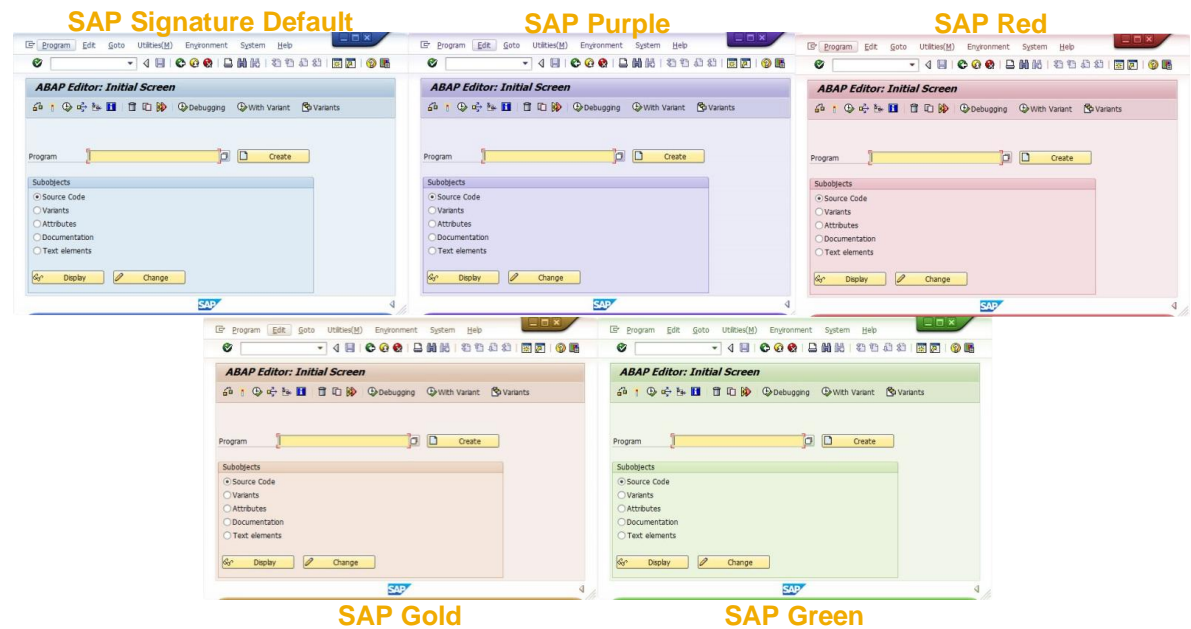 SAP Signature Default
Program Edit Goto Utilities(M) Environment System Help
ABAP Editor: Initial Screen
Debugging With Variant Variants
Program Create
Subobjects
Source Code
Variants
Attributes
Documentation
Text elements
Display Change
SAP
SAP Purple
Program Edit Goto Utilities(M) Environment System Help
ABAP Editor: Initial Screen
Debugging With Variant Variants
Program Create
Subobjects
Source Code
Variants
Attributes
Documentation
Text elements
Display Change
SAP
SAP Red
Program Edit Goto Utilities(M) Environment System Help
ABAP Editor: Initial Screen
Debugging With Variant Variants
Program Create
Subobjects
Source Code
Variants
Attributes
Documentation
Text elements
Display Change
SAP
Program Edit Goto Utilities(M) Environment System Help
ABAP Editor: Initial Screen
Debugging With Variant Variants
Program Create
Subobjects
Source Code
Variants
Attributes
Documentation
Text elements
Display Change
SAP
SAP Gold
Program Edit Goto Utilities(M) Environment System Help
ABAP Editor: Initial Screen
Debugging With Variant Variants
Program Create
Subobjects
Source Code
Variants
Attributes
Documentation
Text elements
Display Change
SAP
SAP Green